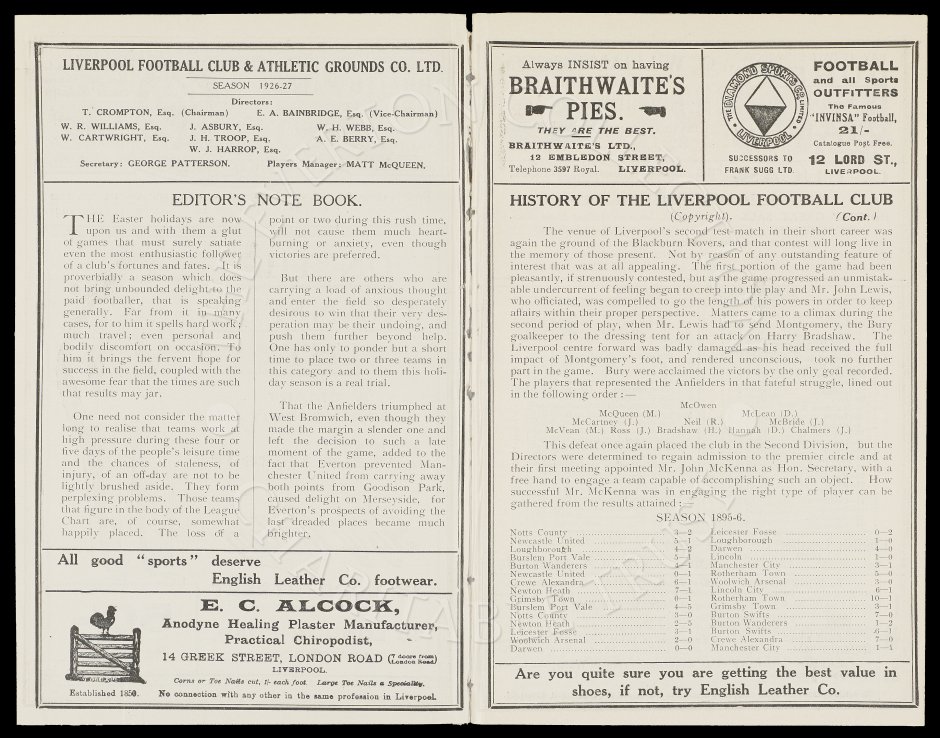 LIVERPOOL FOOTBALL CLUB & ATHLETIC GROUNDS CO. LTD.
SEASON 1926-27
Directors:
T. CROMPTON, Esq. (Chairman) E. A. BAINBRIDGE, Esq. (Vice-Chairman)
W. R. WILLIAMS, Esq. J. ASBURY, Esq. W. H. WEBB, Esq.
W. CARTWRIGHT, Esq. J. H. TROOP, Esq. A. E. BERRY, Esq.
W. J. HARROP, Esq.
Secretary: GEORGE PATTERSON. Players Manager: MATT McQUEEN.
EDITOR'S NOTE BOOK.
THE Easter holidays are now
upon us and with them a glut
of games that must surely satiate
even the most enthusiastic follower
of a club's fortunes and fates. It is
proverbially a season which does
not bring unbounded delight to the
paid footballer, that is speaking
generally. Far from it in many
cases, for to him it spells hard work;
much travel; even personal and
bodily discomfort on occasion. To
him it brings the fervent hope for
success in the field, coupled with the
awesome fear that the times are such
that results may jar.
One need not consider the matter
long to realise that teams work at
high pressure during these four or
five days of the people's leisure time
and the chances of staleness, of
injury, of an off-day are not to be
lightly brushed aside. They form
perplexing problems. Those teams
that figure in the body of the League
Chart are, of course, somewhat
happily placed. The loss of a
point or two during this rush time,
will not cause them much heart-
burning or anxiety, even though
victories are preferred.
But there are others who are
carrying a load of anxious thought
and enter the field so desperately
desirous to win that their very des-
peration may be their undoing, and
push them further beyond help.
One has only to ponder but a short
time to place two or three teams in
this category and to them this holi-
day season is a real trial.
That the Anfielders triumphed at
West Bromwich, even though they
made the margin a slender one and
left the decision to such a late
moment of the game, added to the
fact that Everton prevented Man-
chester United from carrying away
both points from Goodison Park,
caused delight on Merseyside, for
Everton's prospects of avoiding the
last dreaded places became much
brighter,
All good "sports" deserve
English Leather Co. footwear.
E. C. ALCOCK,
Anodyne Healing Plaster Manufacturer,
Practical Chiropodist,
14 GREEK STREET, LONDON ROAD (7 doors from London Road)
LIVERPOOL.
Corns or Toe Nails cut, 1/- each foot. Large Toe Nails a Speciality.
Established 1850. No connection with any other in the same profession in Liverpool.
Always INSIST on having
BRAITHWAITE'S
PIES.
THEY ARE THE BEST.
BRAITHWAITE'S LTD.,
12 EMBLEDON STREET,
Telephone 3597 Royal. LIVERPOOL.
THE DIAMOND SPORTS CO. LIMITED
LIVERPOOL
SUCCESSORS TO
FRANK SUGG LTD.
FOOTBALL
and all Sports
OUTFITTERS
The Famous
"INVINSA" Football,
21/-
Catalogue Post Free.
12 LORD ST.,
LIVERPOOL.
HISTORY OF THE LIVERPOOL FOOTBALL CLUB
(Copyright). (Cont.)
The venue of Liverpool's second test match in their short career was
again the ground of the Blackburn Rovers, and that contest will long live in
the memory of those present. Not by reason of any outstanding feature of
interest that was at all appealing. The first portion of the game had been
pleasantly, if strenuously contested, but as the game progressed an unmistak-
able undercurrent of feeling began to creep into the play and Mr. John Lewis,
who officiated, was compelled to go the length of his powers in order to keep
affairs within their proper perspective. Matters came to a climax during the
second period of play, when Mr. Lewis had to send Montgomery, the Bury
goalkeeper to the dressing tent for an attack on Harry Bradshaw. The
Liverpool centre forward was badly damaged as his head received the full
impact of Montgomery's foot, and rendered unconscious, took no further
part in the game. Bury were acclaimed the victors by the only goal recorded.
The players that represented the Anfielders in that fateful struggle, lined out
in the following order:—
McOwen
McQueen (M.) McLean (D.)
McCartney (J.) Neil (R.) McBride (J.)
McVean (M.) Ross (J.) Bradshaw (H.) Hannah (D.) Chalmers (J.)
This defeat once again placed the club in the Second Division, but the
Directors were determined to regain admission to the premier circle and at
their first meeting appointed Mr. John McKenna as Hon. Secretary, with a
free hand to engage a team capable of accomplishing such an object. How
successful Mr. McKenna was in engaging the right type of player can be
gathered from the results attained:—
SEASON 1895-6.
Notts County 3—2
Newcastle United 5—1
Loughborough 4—2
Burslem Port Vale 5—1
Burton Wanderers 4—1
Newcastle United 0—1
Crewe Alexandra 6—1
Newton Heath 7—1
Grimsby Town 0—1
Burslem Port Vale 4—5
Notts County 3—0
Newton Heath 2—5
Leicester Fosse 3—1
Woolwich Arsenal 2—0
Darwen 0—0
Leicester Fosse 0—2
Loughborough 1—0
Darwen 4—0
Lincoln 1—0
Manchester City 3—1
Rotherham Town 5—0
Woolwich Arsenal 3—0
Lincoln City 6—1
Rotherham Town 10—1
Grimsby Town 3—1
Burton Swifts 7—0
Burton Wanderers 1—2
Burton Swifts 6—1
Crewe Alexandra 7—0
Manchester City 1—1
Are you quite sure you are getting the best value in
shoes, if not, try English Leather Co.